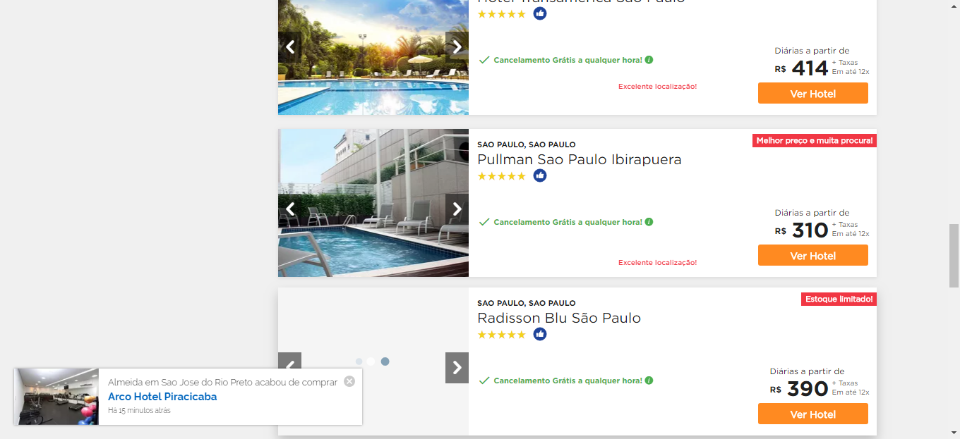 Hotel Transamerica São Paulo
Cancelamento Grátis a qualquer hora!
Excelente localização!
Diárias a partir de
R$ 414 + Taxas
Em até 12x
Ver Hotel
SAO PAULO, SAO PAULO
Melhor preço e muita procura!
Pullman Sao Paulo Ibirapuera
Cancelamento Grátis a qualquer hora!
Excelente localização!
Diárias a partir de
R$ 310 + Taxas
Em até 12x
Ver Hotel
SAO PAULO, SAO PAULO
Estoque limitado!
Radisson Blu São Paulo
Cancelamento Grátis a qualquer hora!
Diárias a partir de
R$ 390 + Taxas
Em até 12x
Ver Hotel
Almeida em Sao Jose do Rio Preto acabou de comprar
Arco Hotel Piracicaba
Há 15 minutos atrás